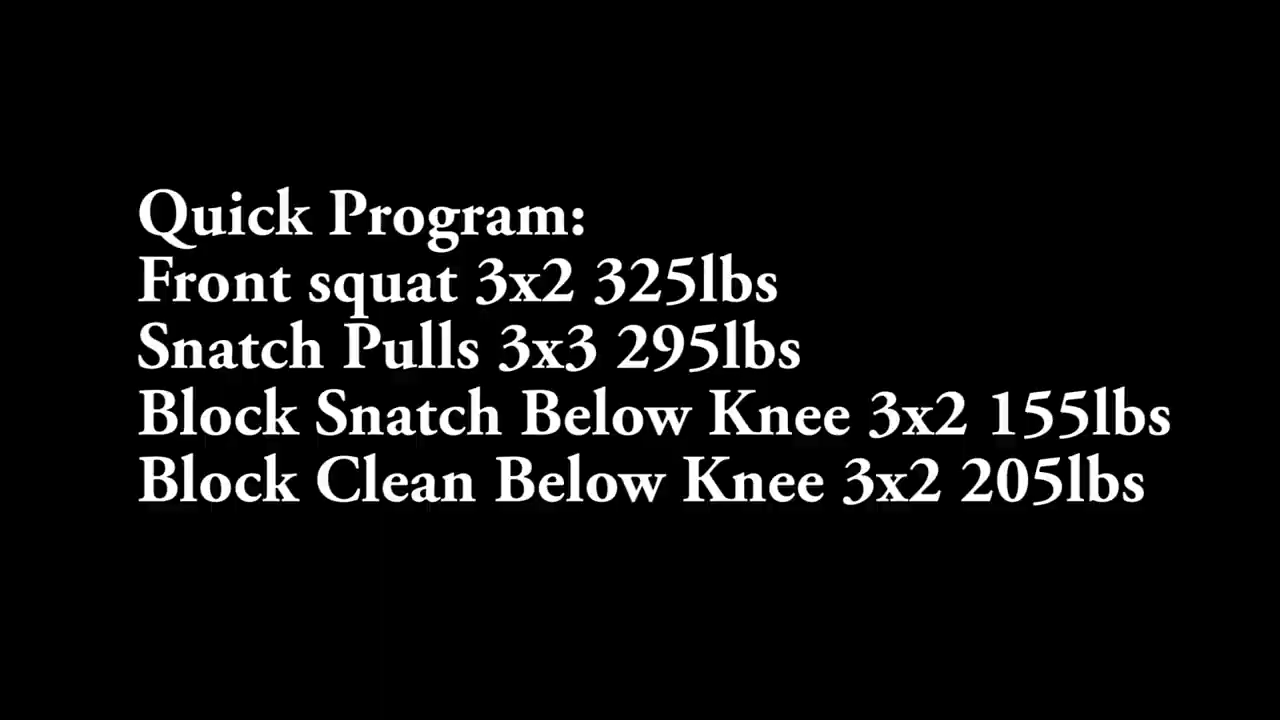 Quick Program:
Front squat 3x2 325lbs
Snatch Pulls 3x3 295lbs
Block Snatch Below Knee 3x2 155lbs
Block Clean Below Knee 3x2 205lbs